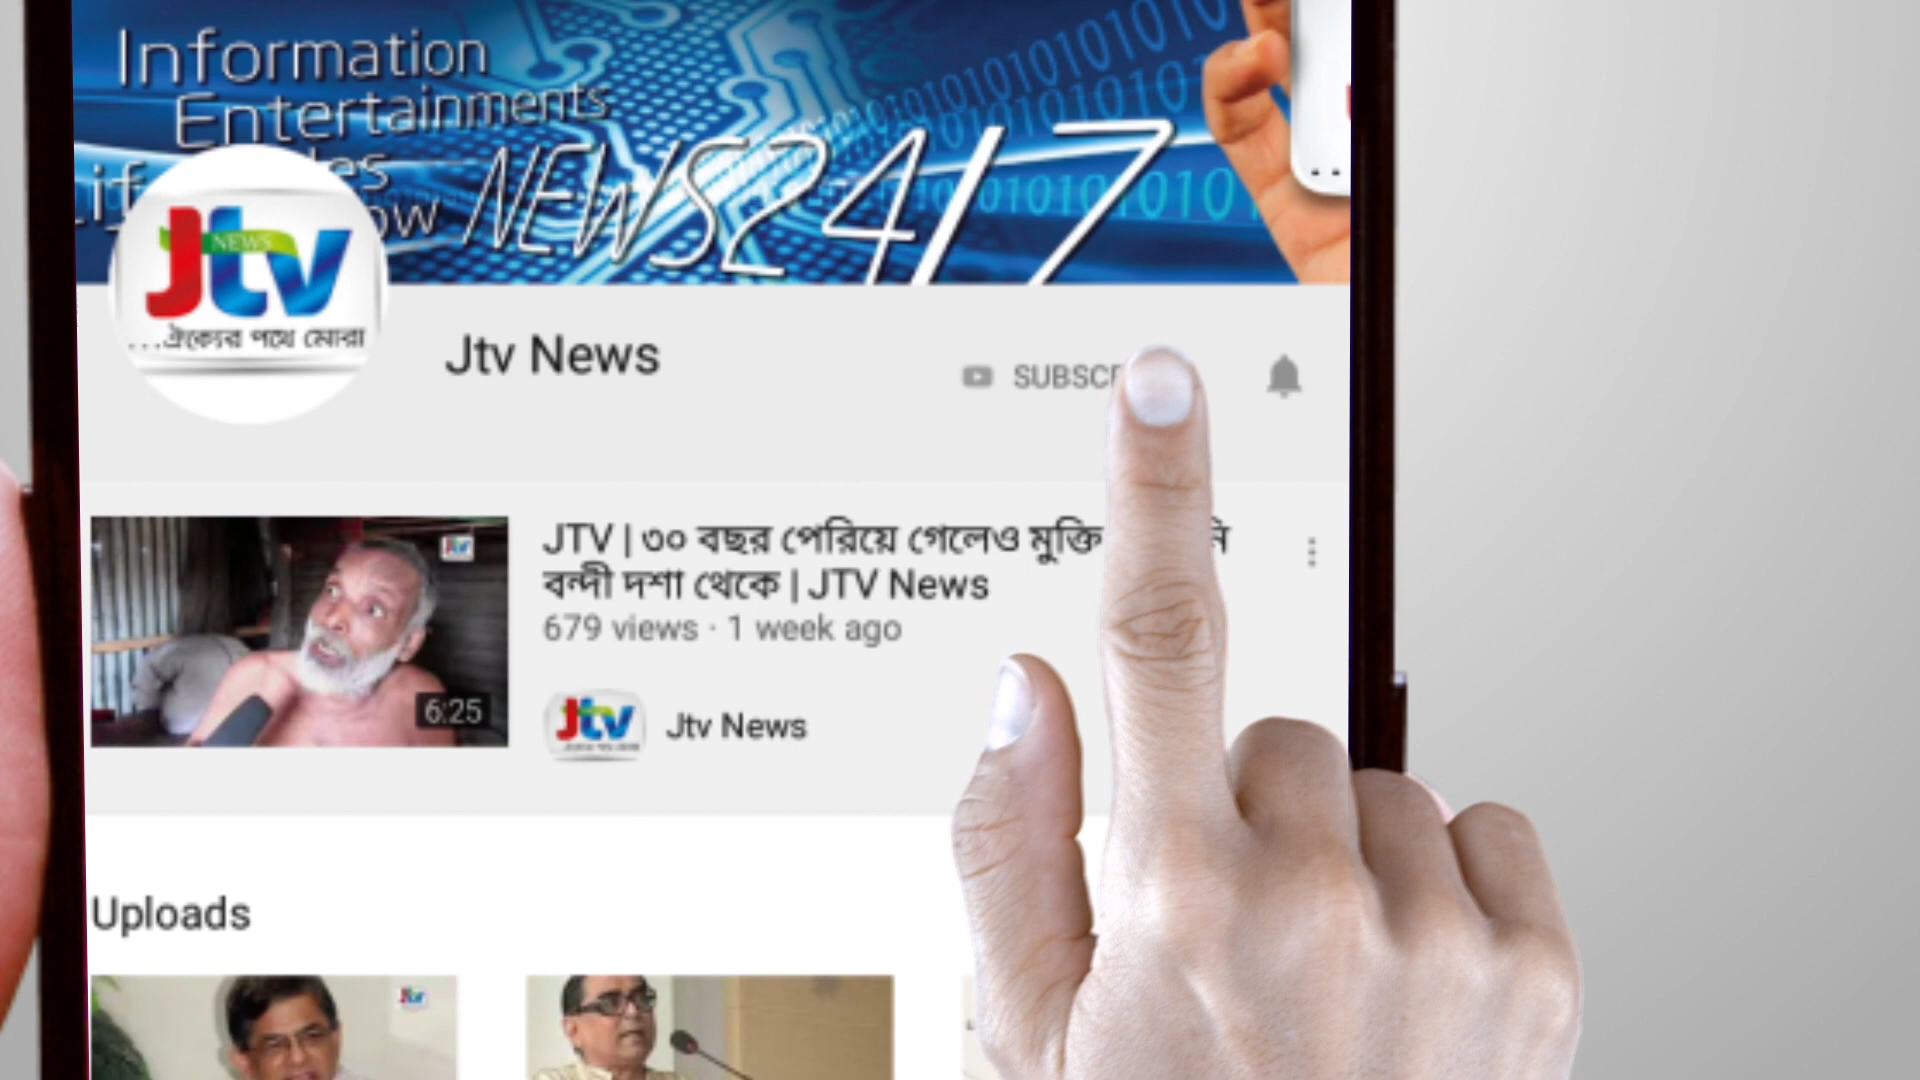 Information
Entertainments
NEWS24/7
Jtv
NEWS
...ঐক্যের পথে মোরা
Jtv News
JTV | ৩০ বছর পেরিয়ে গেলেও মুক্তি
বন্দী দশা থেকে | JTV News
679 views · 1 week ago
6:25
Jtv
Jtv News
Uploads